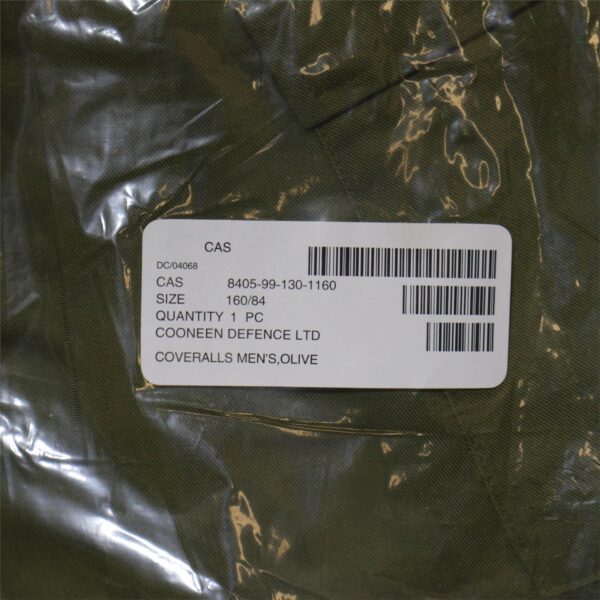 CAS
DC/04068
CAS 8405-99-130-1160
SIZE 160/84
QUANTITY 1 PC
COONEEN DEFENCE LTD
COVERALLS MEN'S,OLIVE